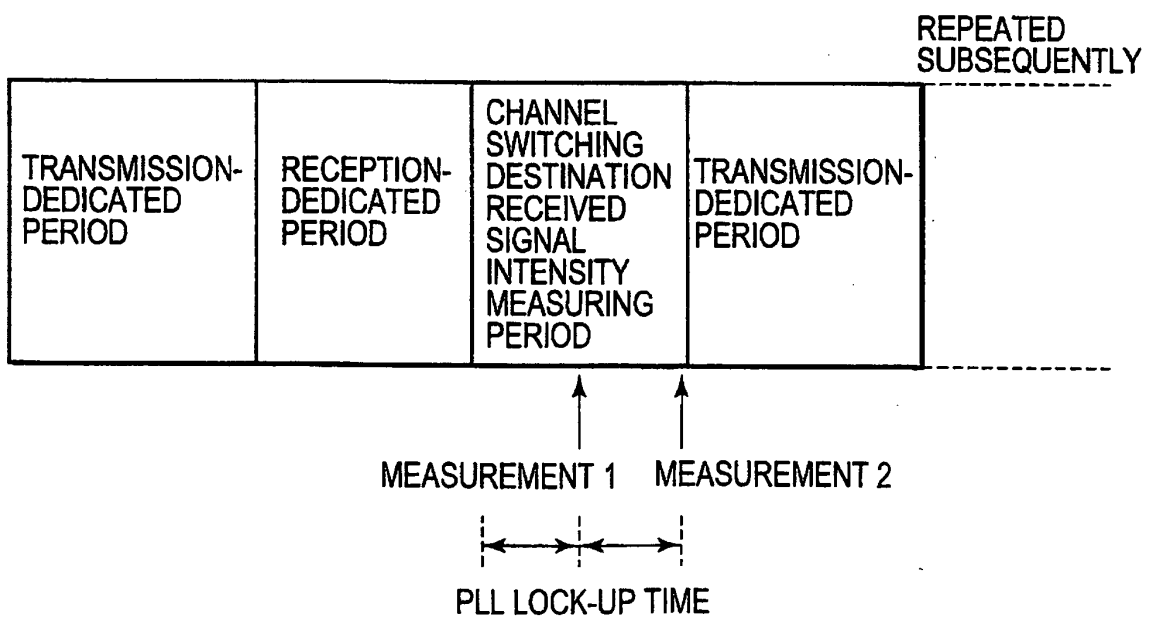 REPEATED
SUBSEQUENTLY
TRANSMISSION-
DEDICATED
PERIOD
RECEPTION-
DEDICATED
PERIOD
CHANNEL
SWITCHING
DESTINATION
RECEIVED
SIGNAL
INTENSITY
MEASURING
PERIOD
TRANSMISSION-
DEDICATED
PERIOD
MEASUREMENT 1
MEASUREMENT 2
PLL LOCK-UP TIME